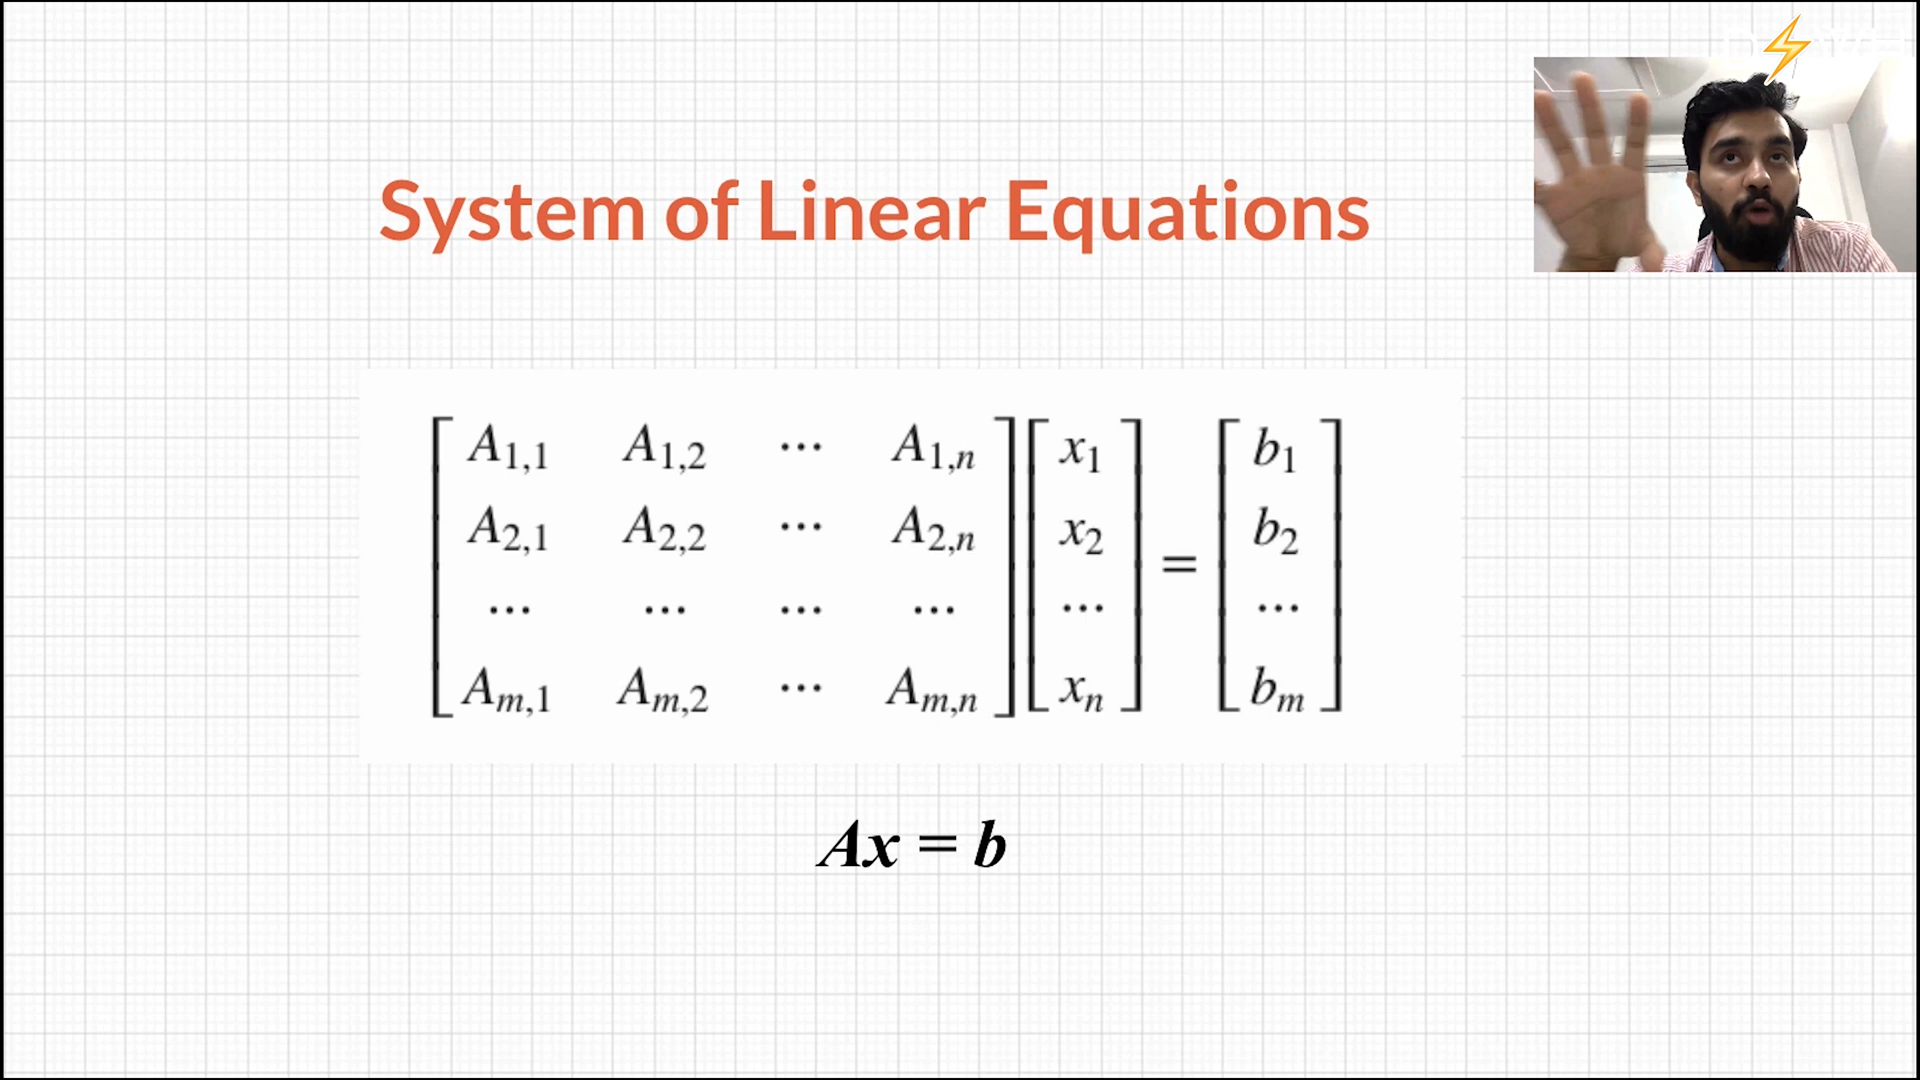 System of Linear Equations
A1,1 A1,2 ... A1,n x1 b1
A2,1 A2,2 ... A2,n x2 = b2
... ... ... ... ... ...
Am,1 Am,2 ... Am,n xn bm
Ax = b